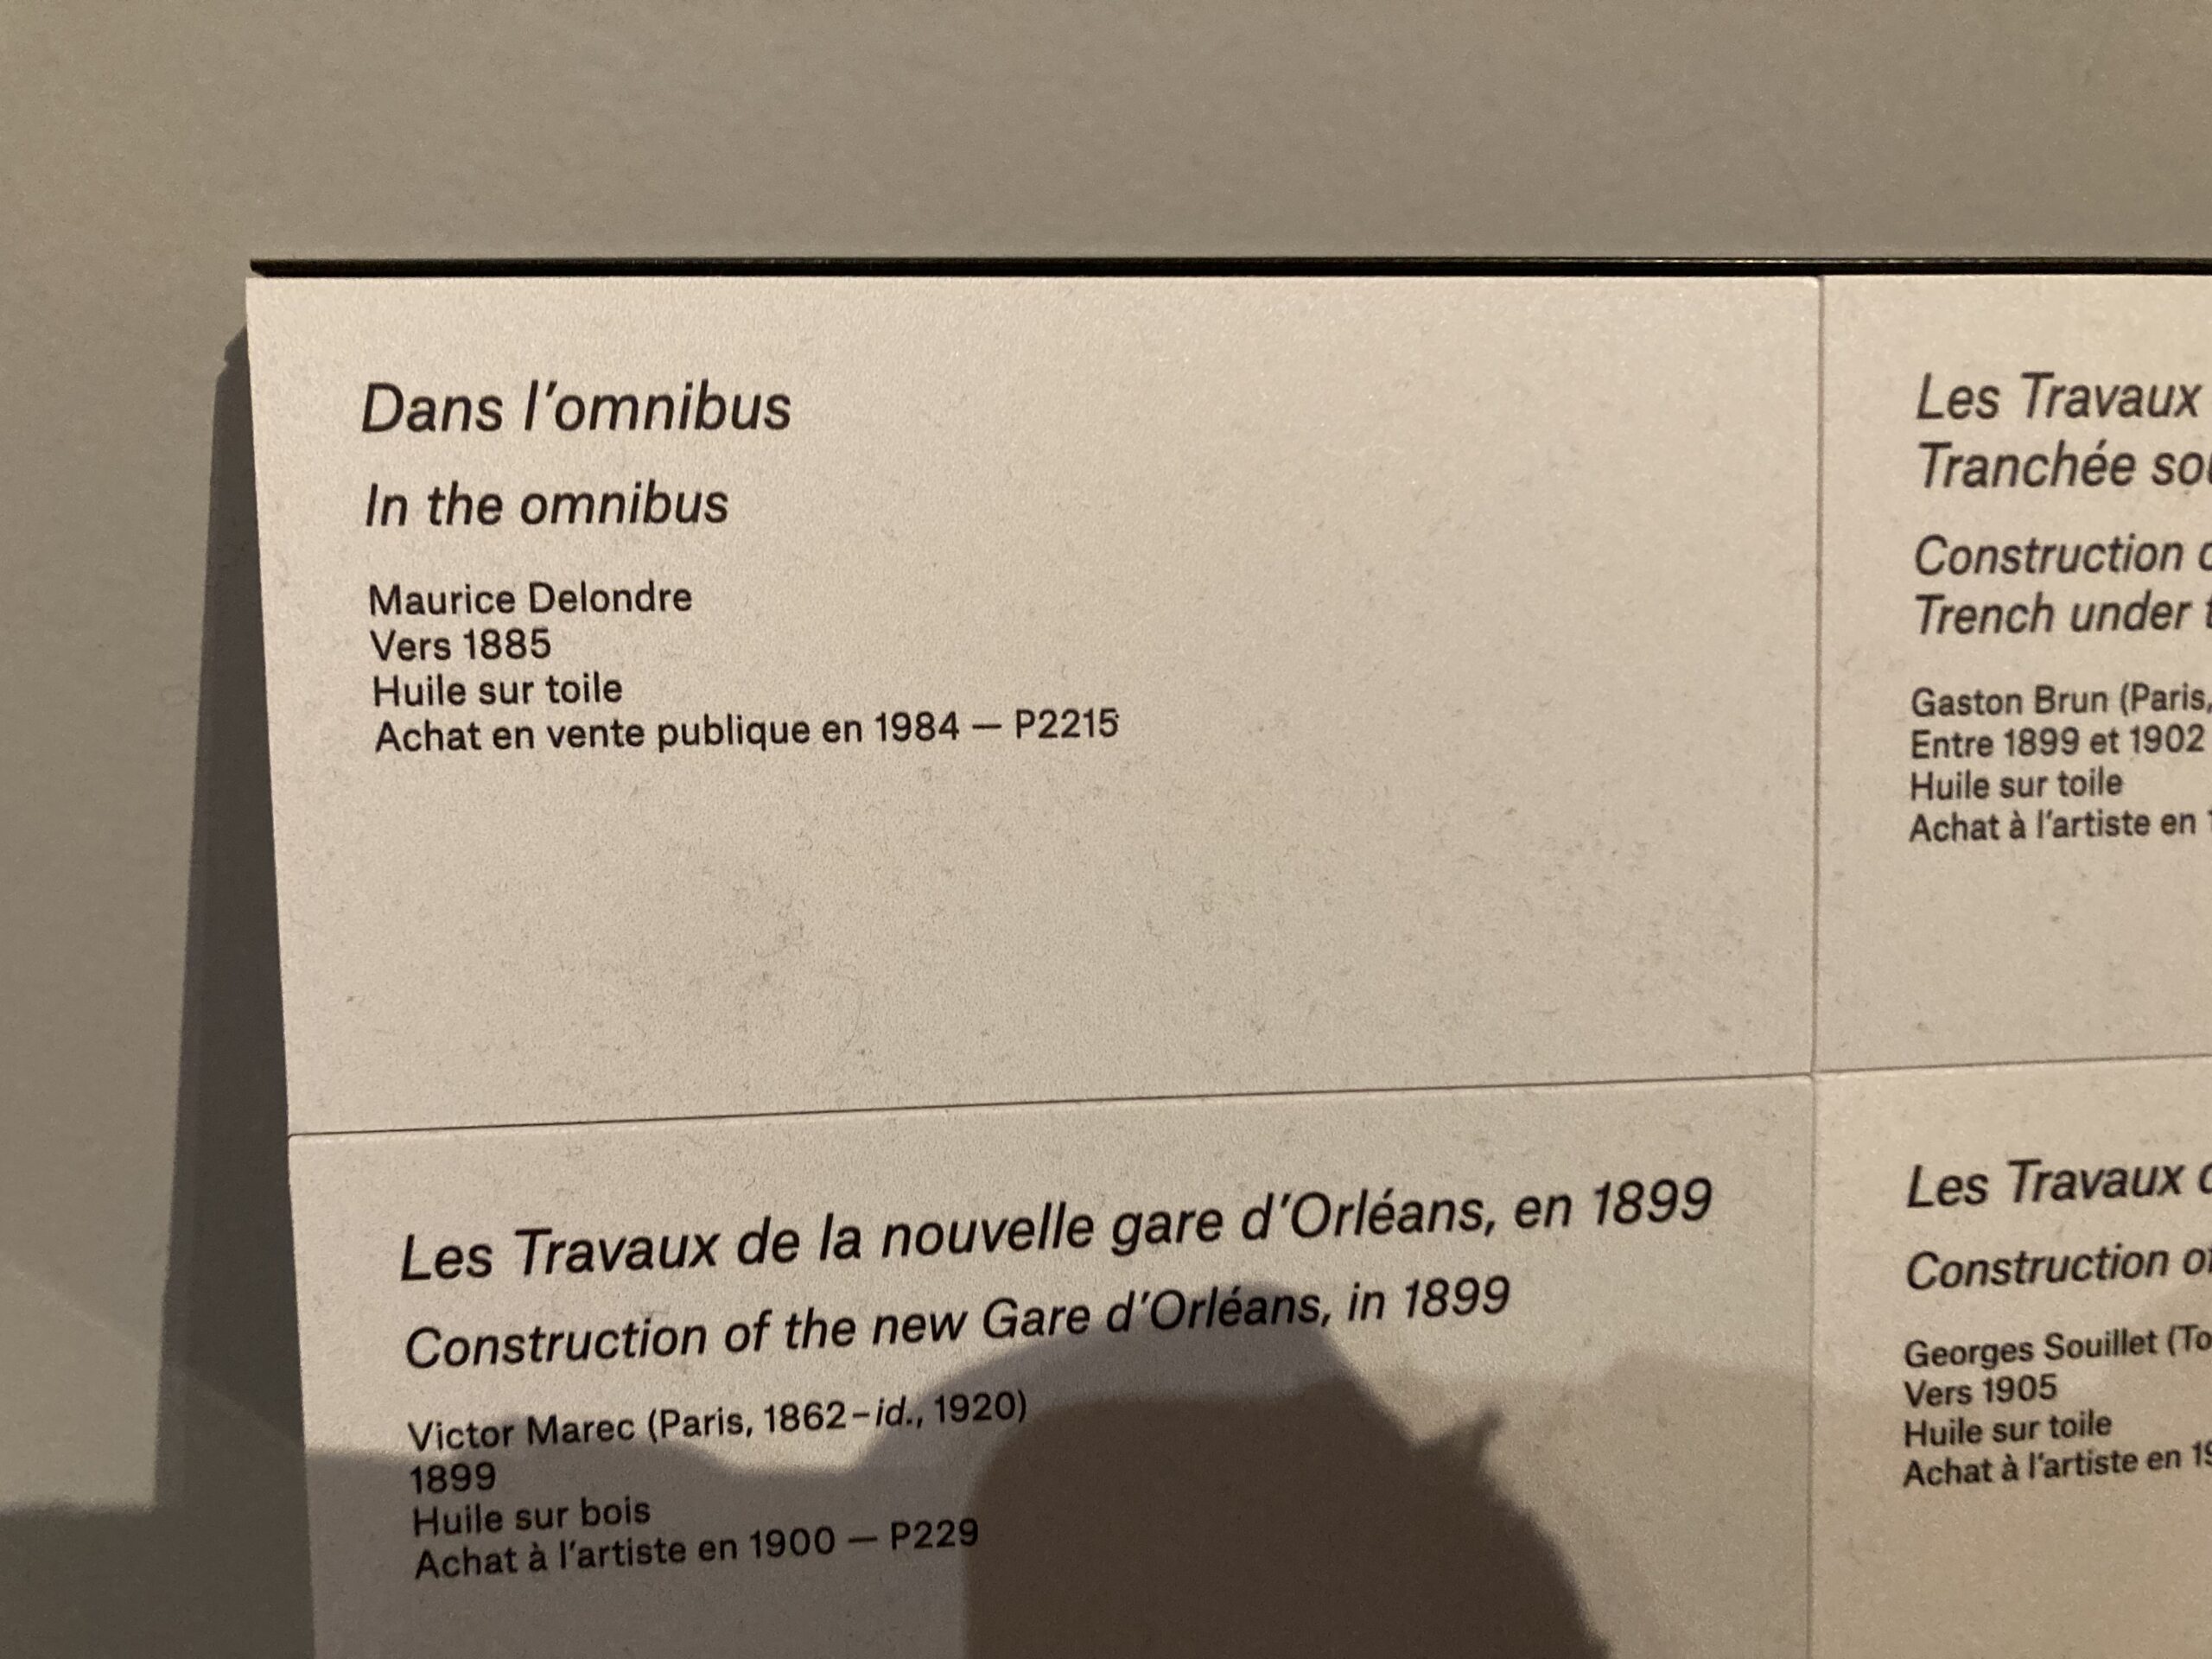 Dans l'omnibus
In the omnibus
Maurice Delondre
Vers 1885
Huile sur toile
Achat en vente publique en 1984 — P2215
Les Travaux
Tranchée
Construction
Trench under
Gaston Brun (Paris,
Entre 1899 et 1902
Huile sur toile
Achat à l'artiste en
Les Travaux de la nouvelle gare d'Orléans, en 1899
Construction of the new Gare d'Orléans, in 1899
Victor Marec (Paris, 1862–id., 1920)
1899
Huile sur bois
Achat à l'artiste en 1900 — P229
Les Travaux
Construction of
Georges Souillet
Vers 1905
Huile sur toile
Achat à l'artiste en